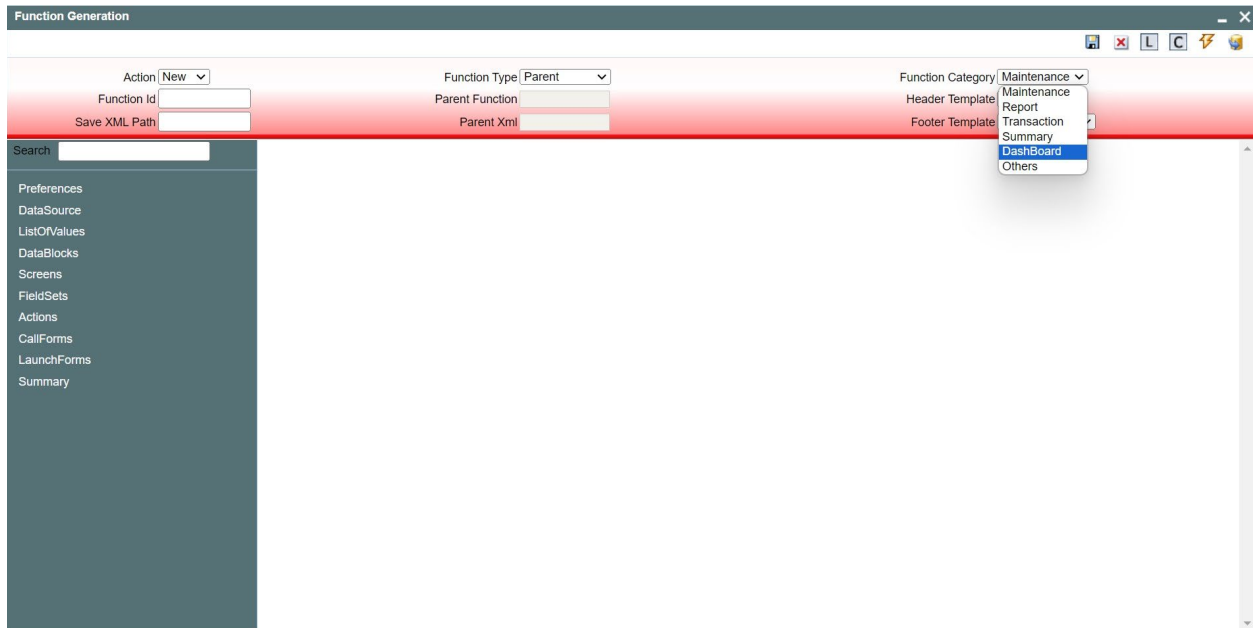 Function Generation
L C
Action New Function Type Parent Function Category Maintenance
Function Id Parent Function Header Template
Save XML Path Parent Xml Footer Template
Maintenance
Report
Transaction
Summary
DashBoard
Others
Search
Preferences
DataSource
ListOfValues
DataBlocks
Screens
FieldSets
Actions
CallForms
LaunchForms
Summary